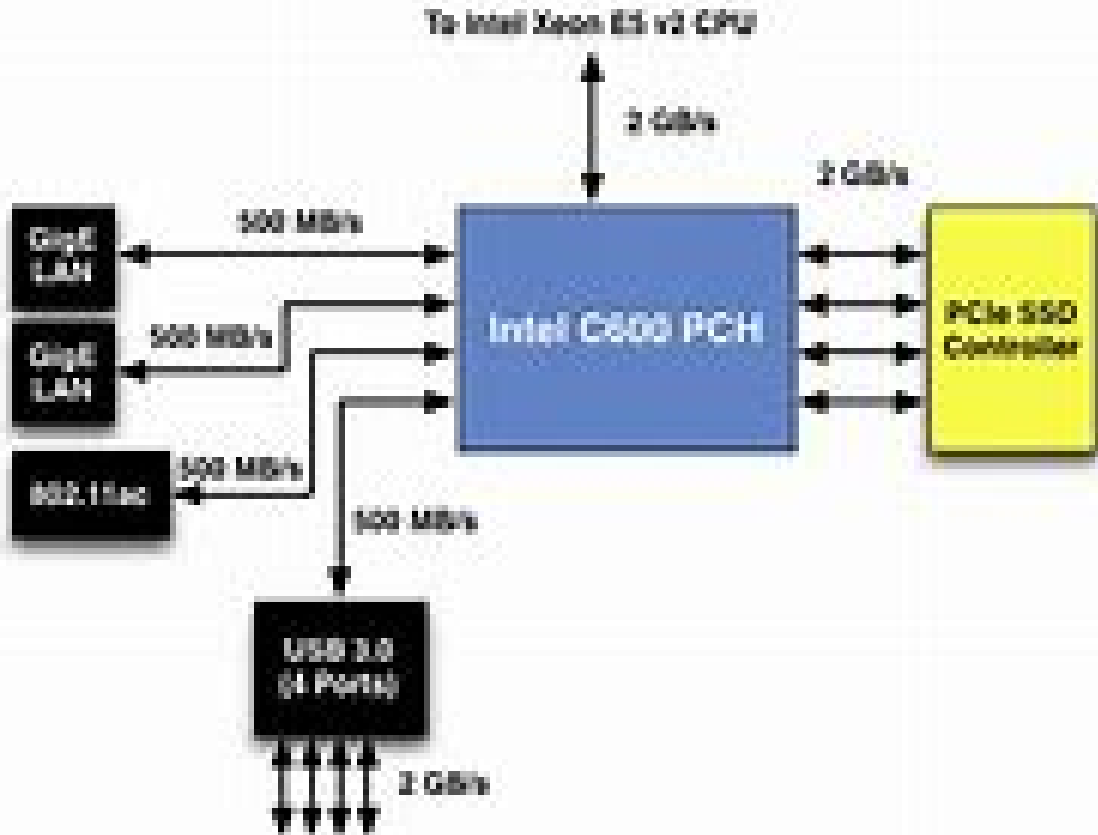 To Intel Xeon E5 v2 CPU
2 GB/s
2 GB/s
500 MB/s
GigE
LAN
500 MB/s
GigE
LAN
Intel C600 PCH
PCIe SSD
Controller
500 MB/s
802.11ac
500 MB/s
USB 3.0
(4 Ports)
2 GB/s